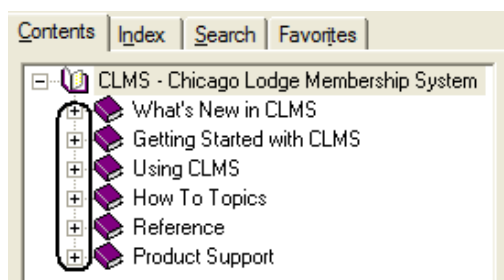 Contents Index Search Favorites
CLMS - Chicago Lodge Membership System
What's New in CLMS
Getting Started with CLMS
Using CLMS
How To Topics
Reference
Product Support